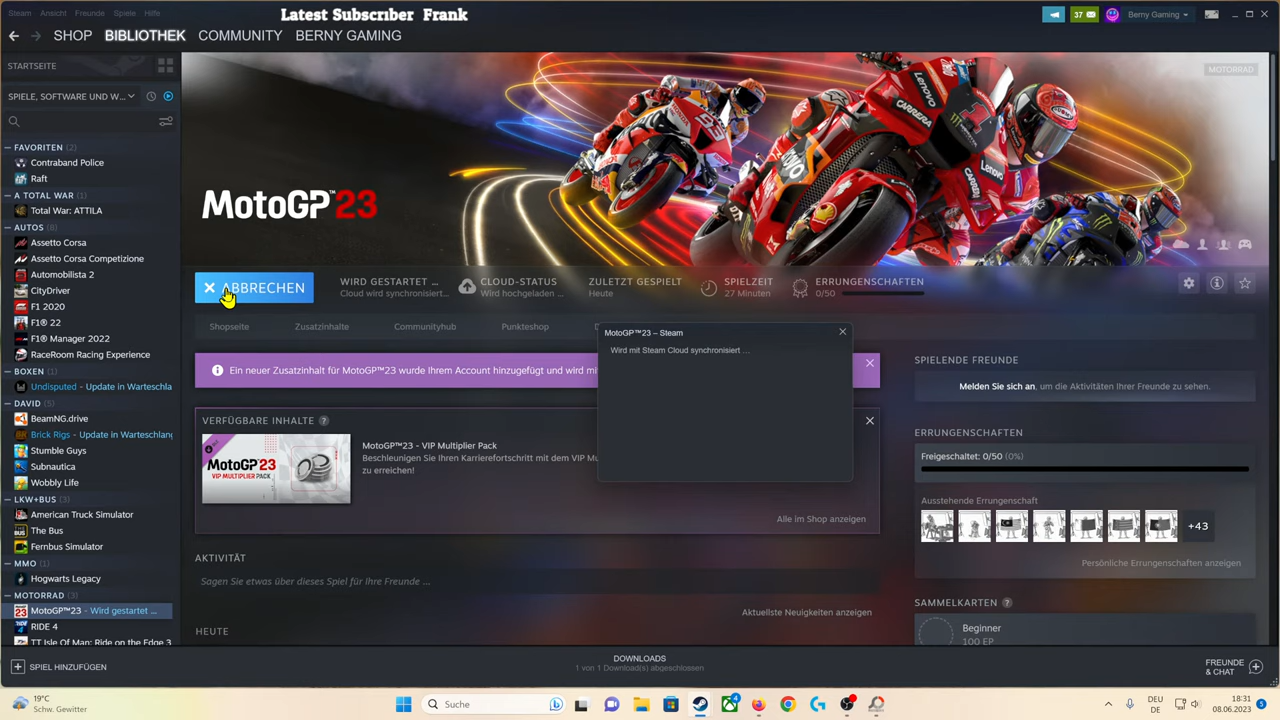 Steam Ansicht Freunde Spiele Hilfe
Latest Subscriber Frank
37
Berny Gaming
SHOP BIBLIOTHEK COMMUNITY BERNY GAMING
STARTSEITE
SPIELE, SOFTWARE UND W...
FAVORITEN (2)
Contraband Police
Raft
A TOTAL WAR (1)
Total War: ATTILA
AUTOS (8)
Assetto Corsa
Assetto Corsa Competizione
Automobilista 2
CityDriver
F1 2020
F1® 22
F1® Manager 2022
RaceRoom Racing Experience
BOXEN (1)
Undisputed - Update in Warteschla
DAVID (5)
BeamNG.drive
Brick Rigs - Update in Warteschlang
Stumble Guys
Subnautica
Wobbly Life
LKW+BUS (3)
American Truck Simulator
The Bus
Fernbus Simulator
MMO (1)
Hogwarts Legacy
MOTORRAD (3)
23 MotoGP™23 - Wird gestartet ...
RIDE 4
TT Isle Of Man: Ride on the Edge 3
SPIEL HINZUFÜGEN
MOTORRAD
Lenovo
CARRERA
Lenovo
93
1
MotoGP™23
ABBRECHEN
WIRD GESTARTET ...
Cloud wird synchronisiert...
CLOUD-STATUS
Wird hochgeladen ...
ZULETZT GESPIELT
Heute
SPIELZEIT
27 Minuten
ERRUNGENSCHAFTEN
0/50
Shopseite Zusatzinhalte Communityhub Punkteshop D
Ein neuer Zusatzinhalt für MotoGP™23 wurde Ihrem Account hinzugefügt und wird mi
MotoGP™23 – Steam
Wird mit Steam Cloud synchronisiert ...
VERFÜGBARE INHALTE ?
MotoGP™23
VIP MULTIPLIER PACK
MotoGP™23 - VIP Multiplier Pack
Beschleunigen Sie Ihren Karrierefortschritt mit dem VIP Mu
zu erreichen!
Alle im Shop anzeigen
AKTIVITÄT
Sagen Sie etwas über dieses Spiel für Ihre Freunde ...
Aktuellste Neuigkeiten anzeigen
HEUTE
SPIELENDE FREUNDE
Melden Sie sich an, um die Aktivitäten Ihrer Freunde zu sehen.
ERRUNGENSCHAFTEN
Freigeschaltet: 0/50 (0%)
Ausstehende Errungenschaft
+43
Persönliche Errungenschaften anzeigen
SAMMELKARTEN ?
Beginner
100 EP
DOWNLOADS
1 von 1 Download(s) abgeschlossen
FREUNDE
& CHAT
19°C
Schw. Gewitter
Suche
4
DEU
DE
18:31
08.06.2023
5